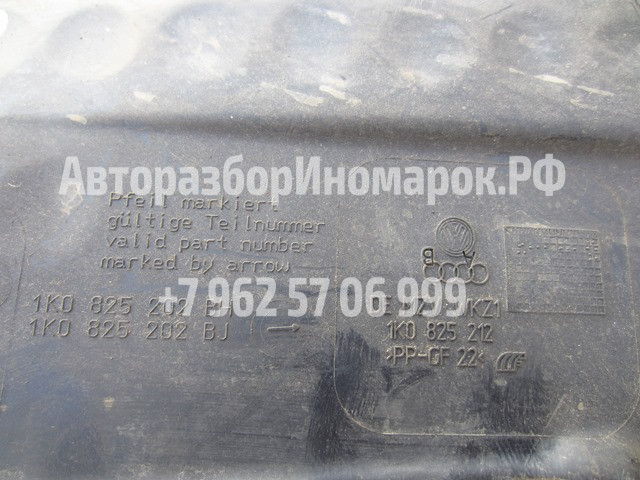 АвторазборИномарок.РФ
Pfeil markiert
gültige Teilnummer
valid part number
marked by arrow
+7 962 57 06 999
1K0 825 202
1K0 825 202 BJ
1K0 825 212
>PP-GF 22<